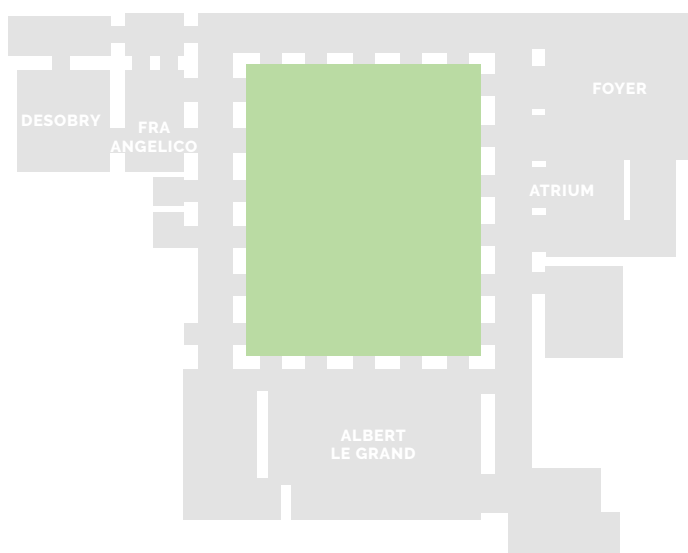 FOYER
DESOBRY
FRA
ANGELICO
ATRIUM
ALBERT
LE GRAND